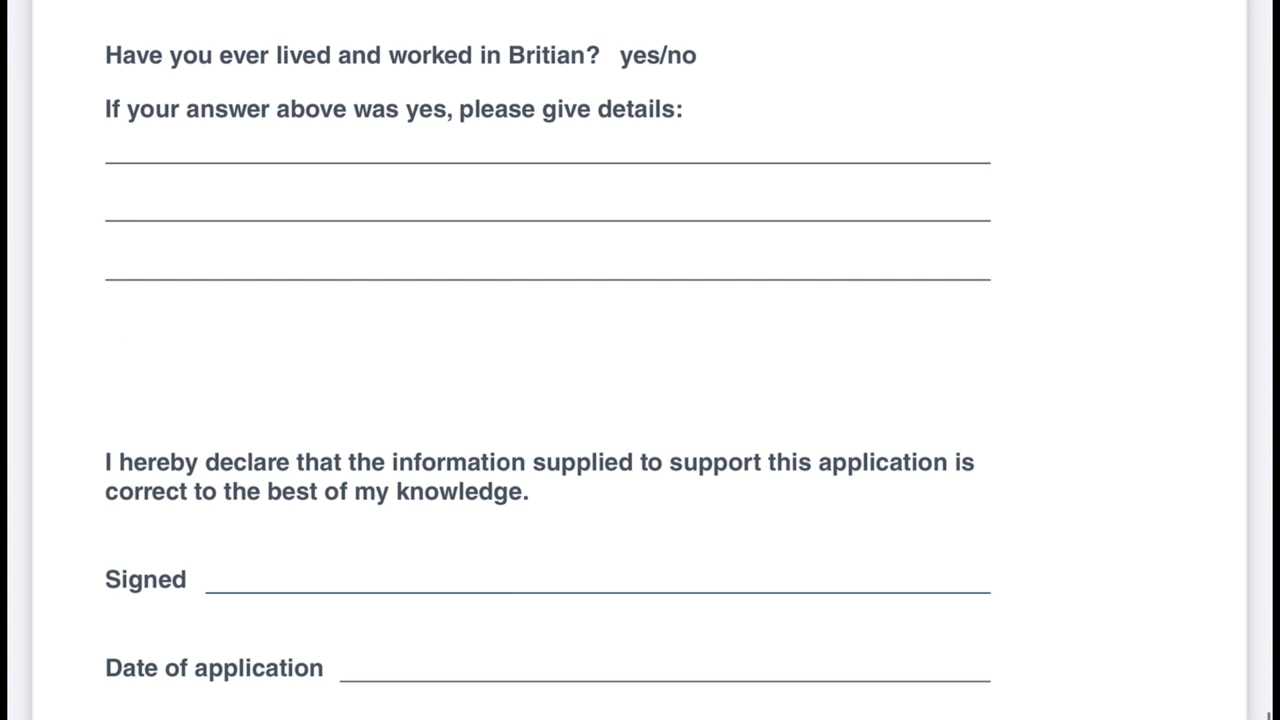 Have you ever lived and worked in Britian? yes/no
If your answer above was yes, please give details:
I hereby declare that the information supplied to support this application is
correct to the best of my knowledge.
Signed
Date of application